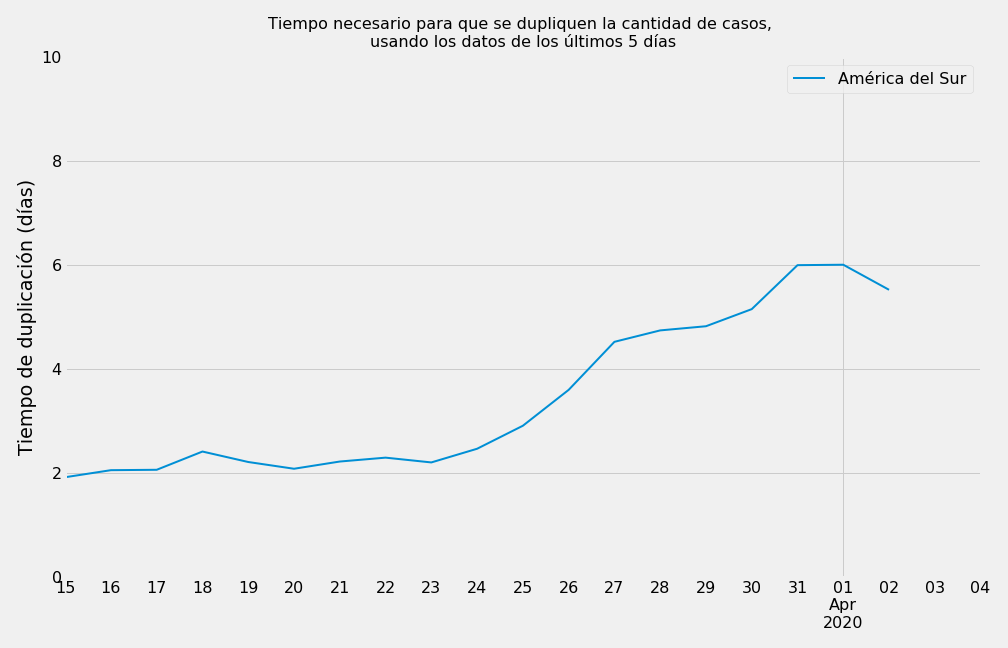 Tiempo necesario para que se dupliquen la cantidad de casos,
usando los datos de los últimos 5 días
América del Sur
Tiempo de duplicación (días)
10
8
6
4
2
0
15 16 17 18 19 20 21 22 23 24 25 26 27 28 29 30 31 01 02 03 04
Apr
2020